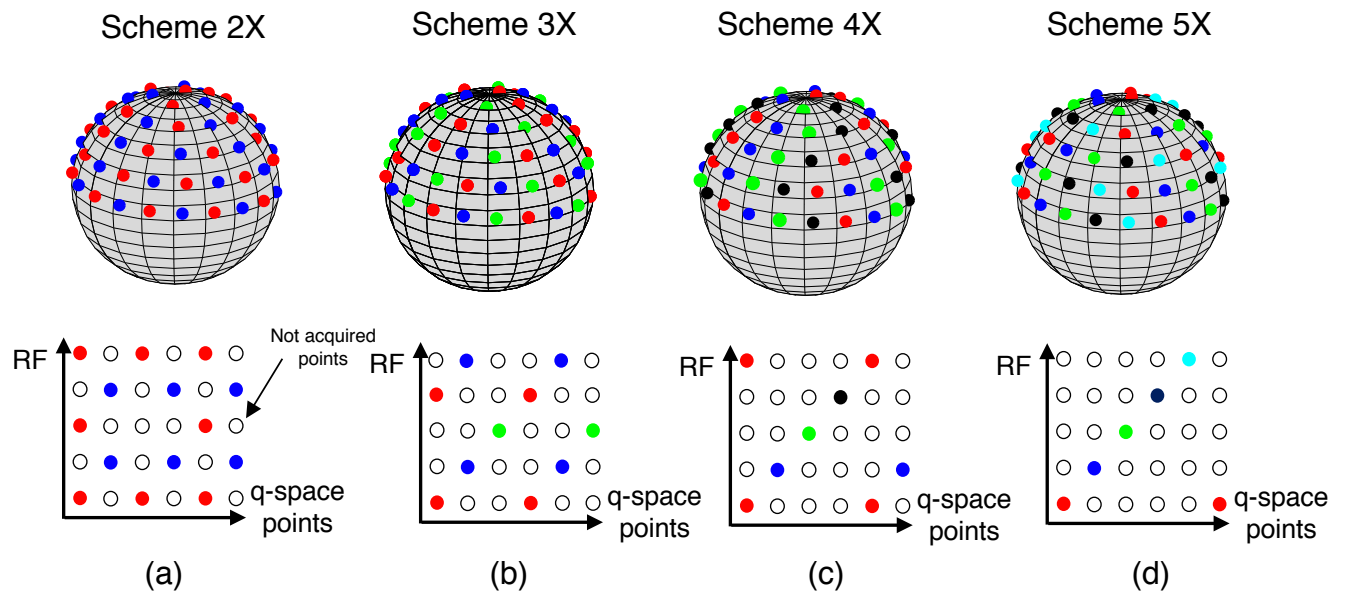 Scheme 2X
Scheme 3X
Scheme 4X
Scheme 5X
Not acquired
points
RF
q-space
points
RF
q-space
points
RF
q-space
points
RF
q-space
points
(a)
(b)
(c)
(d)